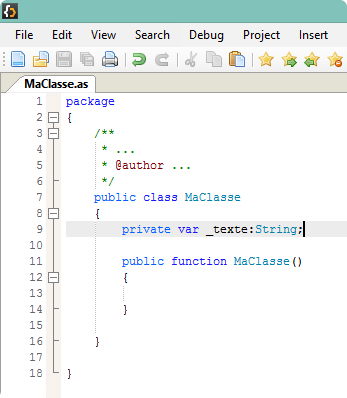 File Edit View Search Debug Project Insert
MaClasse.as
1 package
2 {
3 /**
4 * ...
5 * @author ...
6 */
7 public class MaClasse
8 {
9 private var _texte:String;
10
11 public function MaClasse()
12 {
13
14 }
15
16 }
17
18 }